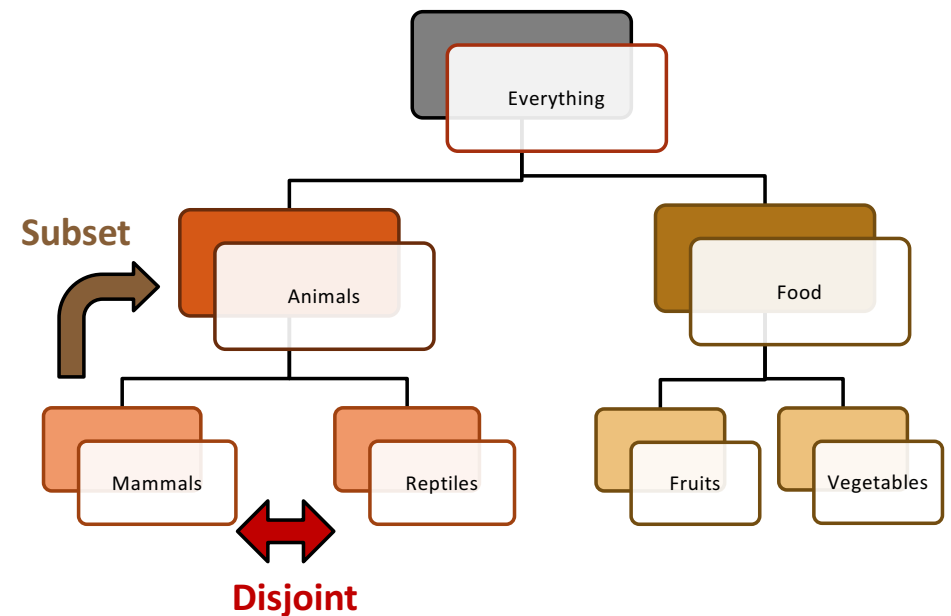 Everything
Subset
Animals
Food
Mammals
Reptiles
Fruits
Vegetables
Disjoint